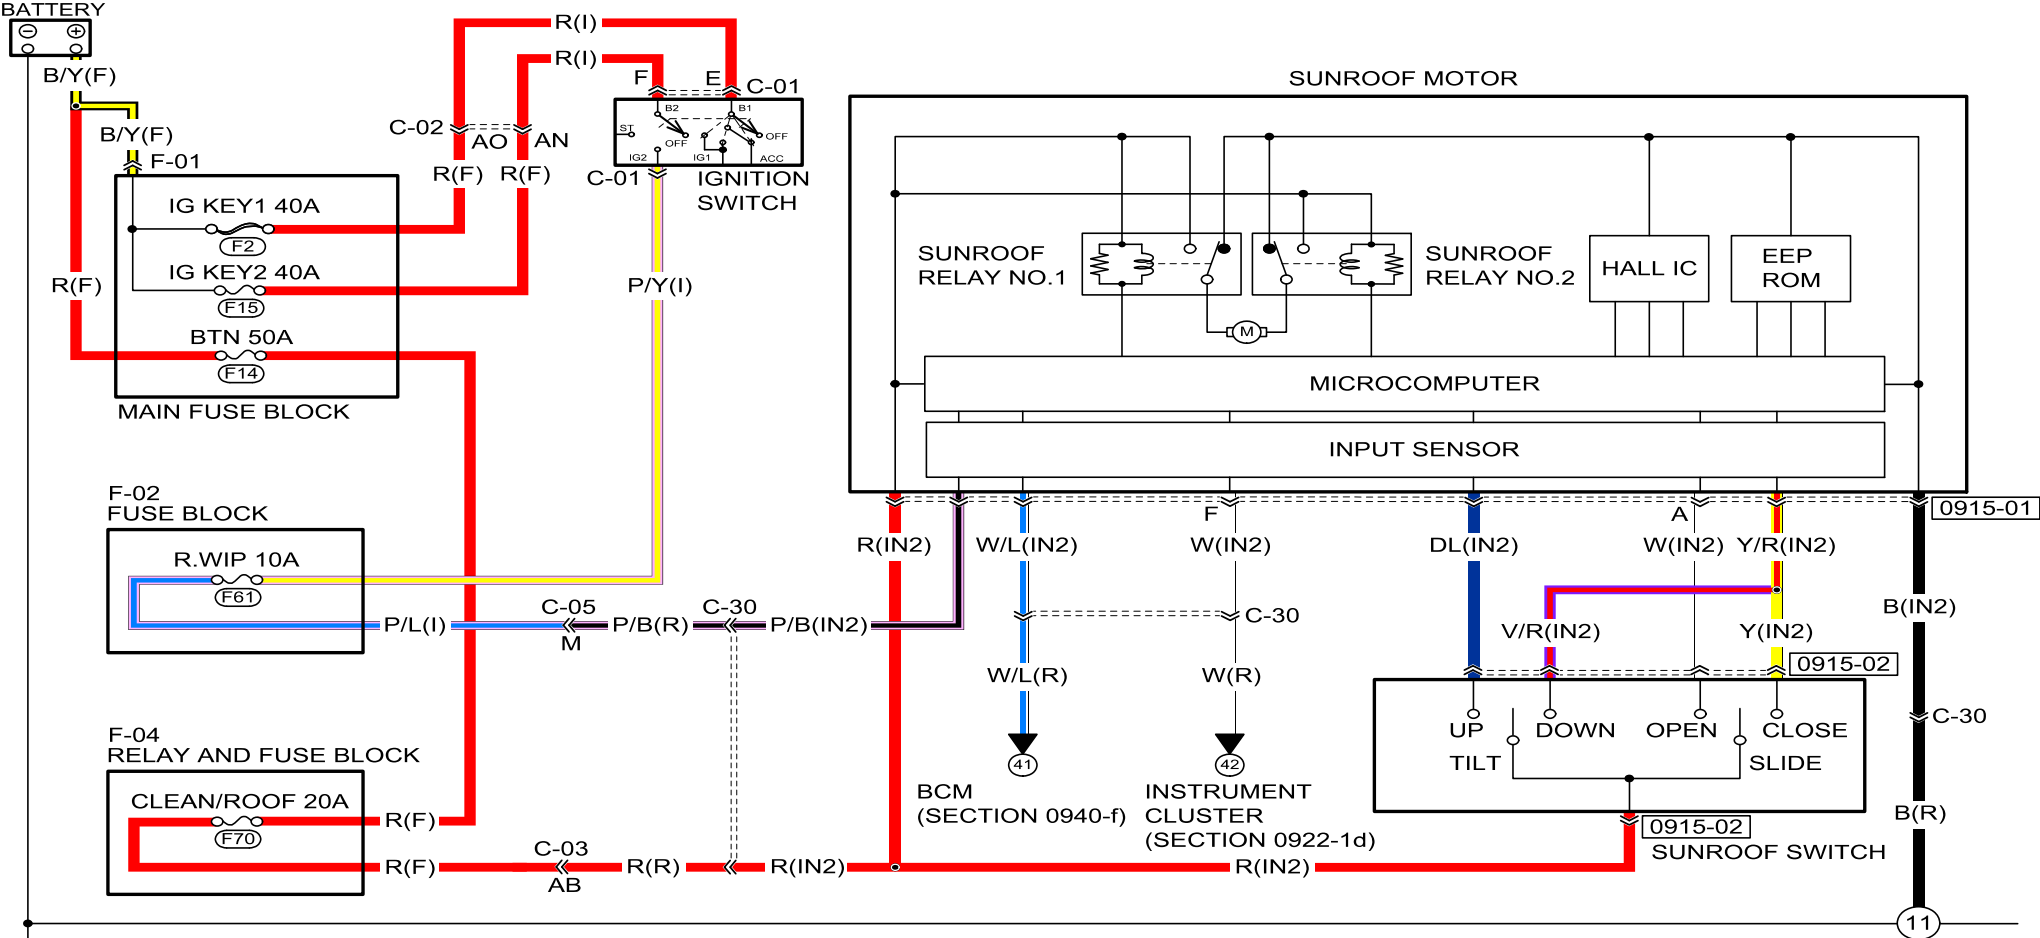 BATTERY
B/Y(F)
B/Y(F)
F-01
R(F)
IG KEY1 40A
F2
IG KEY2 40A
F15
BTN 50A
F14
MAIN FUSE BLOCK
R(I)
R(I)
C-02
AO
AN
R(F)
R(F)
F
E
C-01
B2
B1
ST
OFF
OFF
IG2
IG1
ACC
C-01
IGNITION
SWITCH
P/Y(I)
F-02
FUSE BLOCK
R.WIP 10A
F61
P/L(I)
C-05
M
P/B(R)
C-30
P/B(IN2)
F-04
RELAY AND FUSE BLOCK
CLEAN/ROOF 20A
F70
R(F)
R(F)
C-03
AB
R(R)
R(IN2)
R(IN2)
SUNROOF MOTOR
SUNROOF
RELAY NO.1
M
SUNROOF
RELAY NO.2
HALL IC
EEP
ROM
MICROCOMPUTER
INPUT SENSOR
F
A
0915-01
R(IN2)
W/L(IN2)
W(IN2)
DL(IN2)
W(IN2)
Y/R(IN2)
C-30
B(IN2)
V/R(IN2)
Y(IN2)
W/L(R)
W(R)
0915-02
41
42
BCM
(SECTION 0940-f)
INSTRUMENT
CLUSTER
(SECTION 0922-1d)
UP
DOWN
OPEN
CLOSE
TILT
SLIDE
C-30
0915-02
SUNROOF SWITCH
B(R)
11